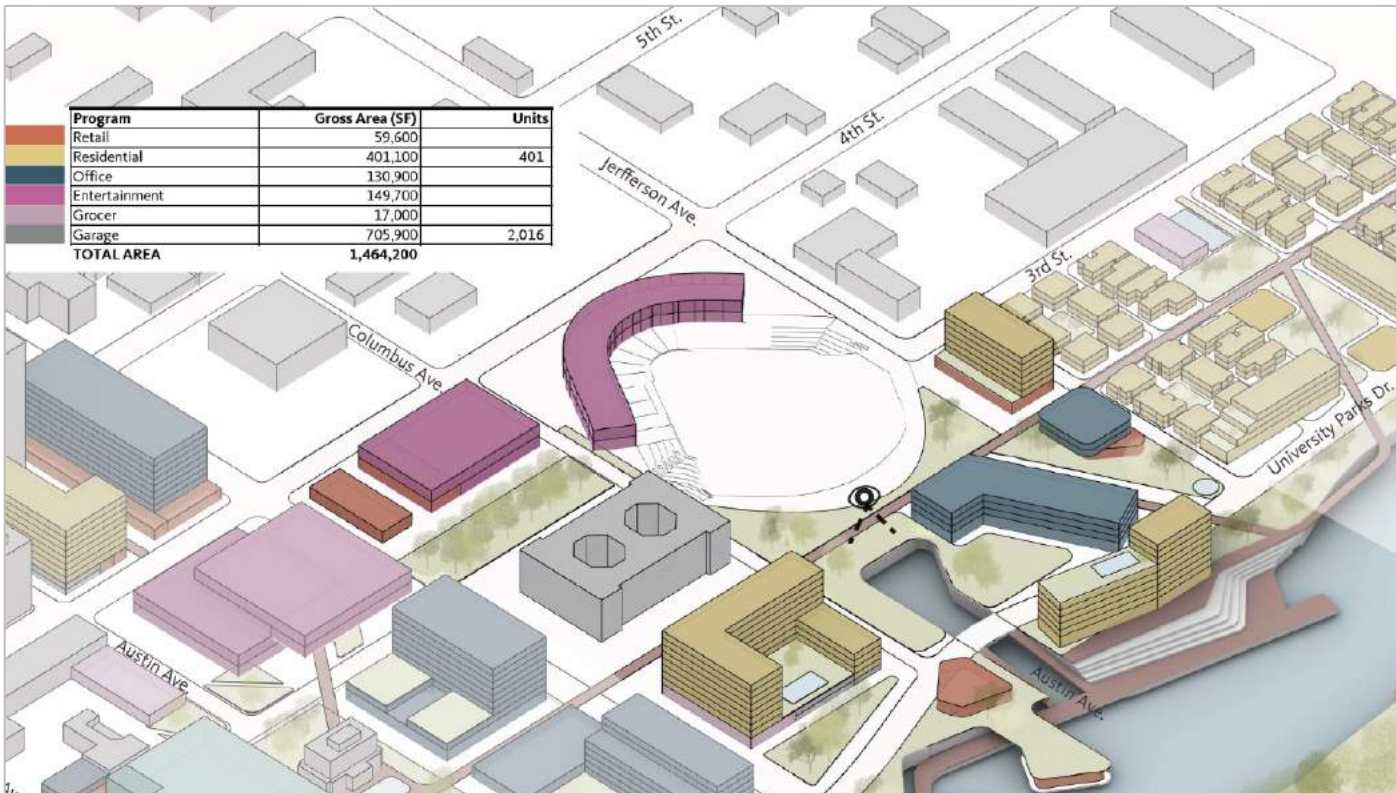 5th St.
Program Gross Area (SF) Units
Retail 59,600
Residential 401,100 401
Office 130,900
Entertainment 149,700
Grocer 17,000
Garage 705,900 2,016
TOTAL AREA 1,464,200
4th St.
Jerfferson Ave.
3rd St.
Columbus Ave.
University Parks Dr.
Austin Ave.
Austin Ave.